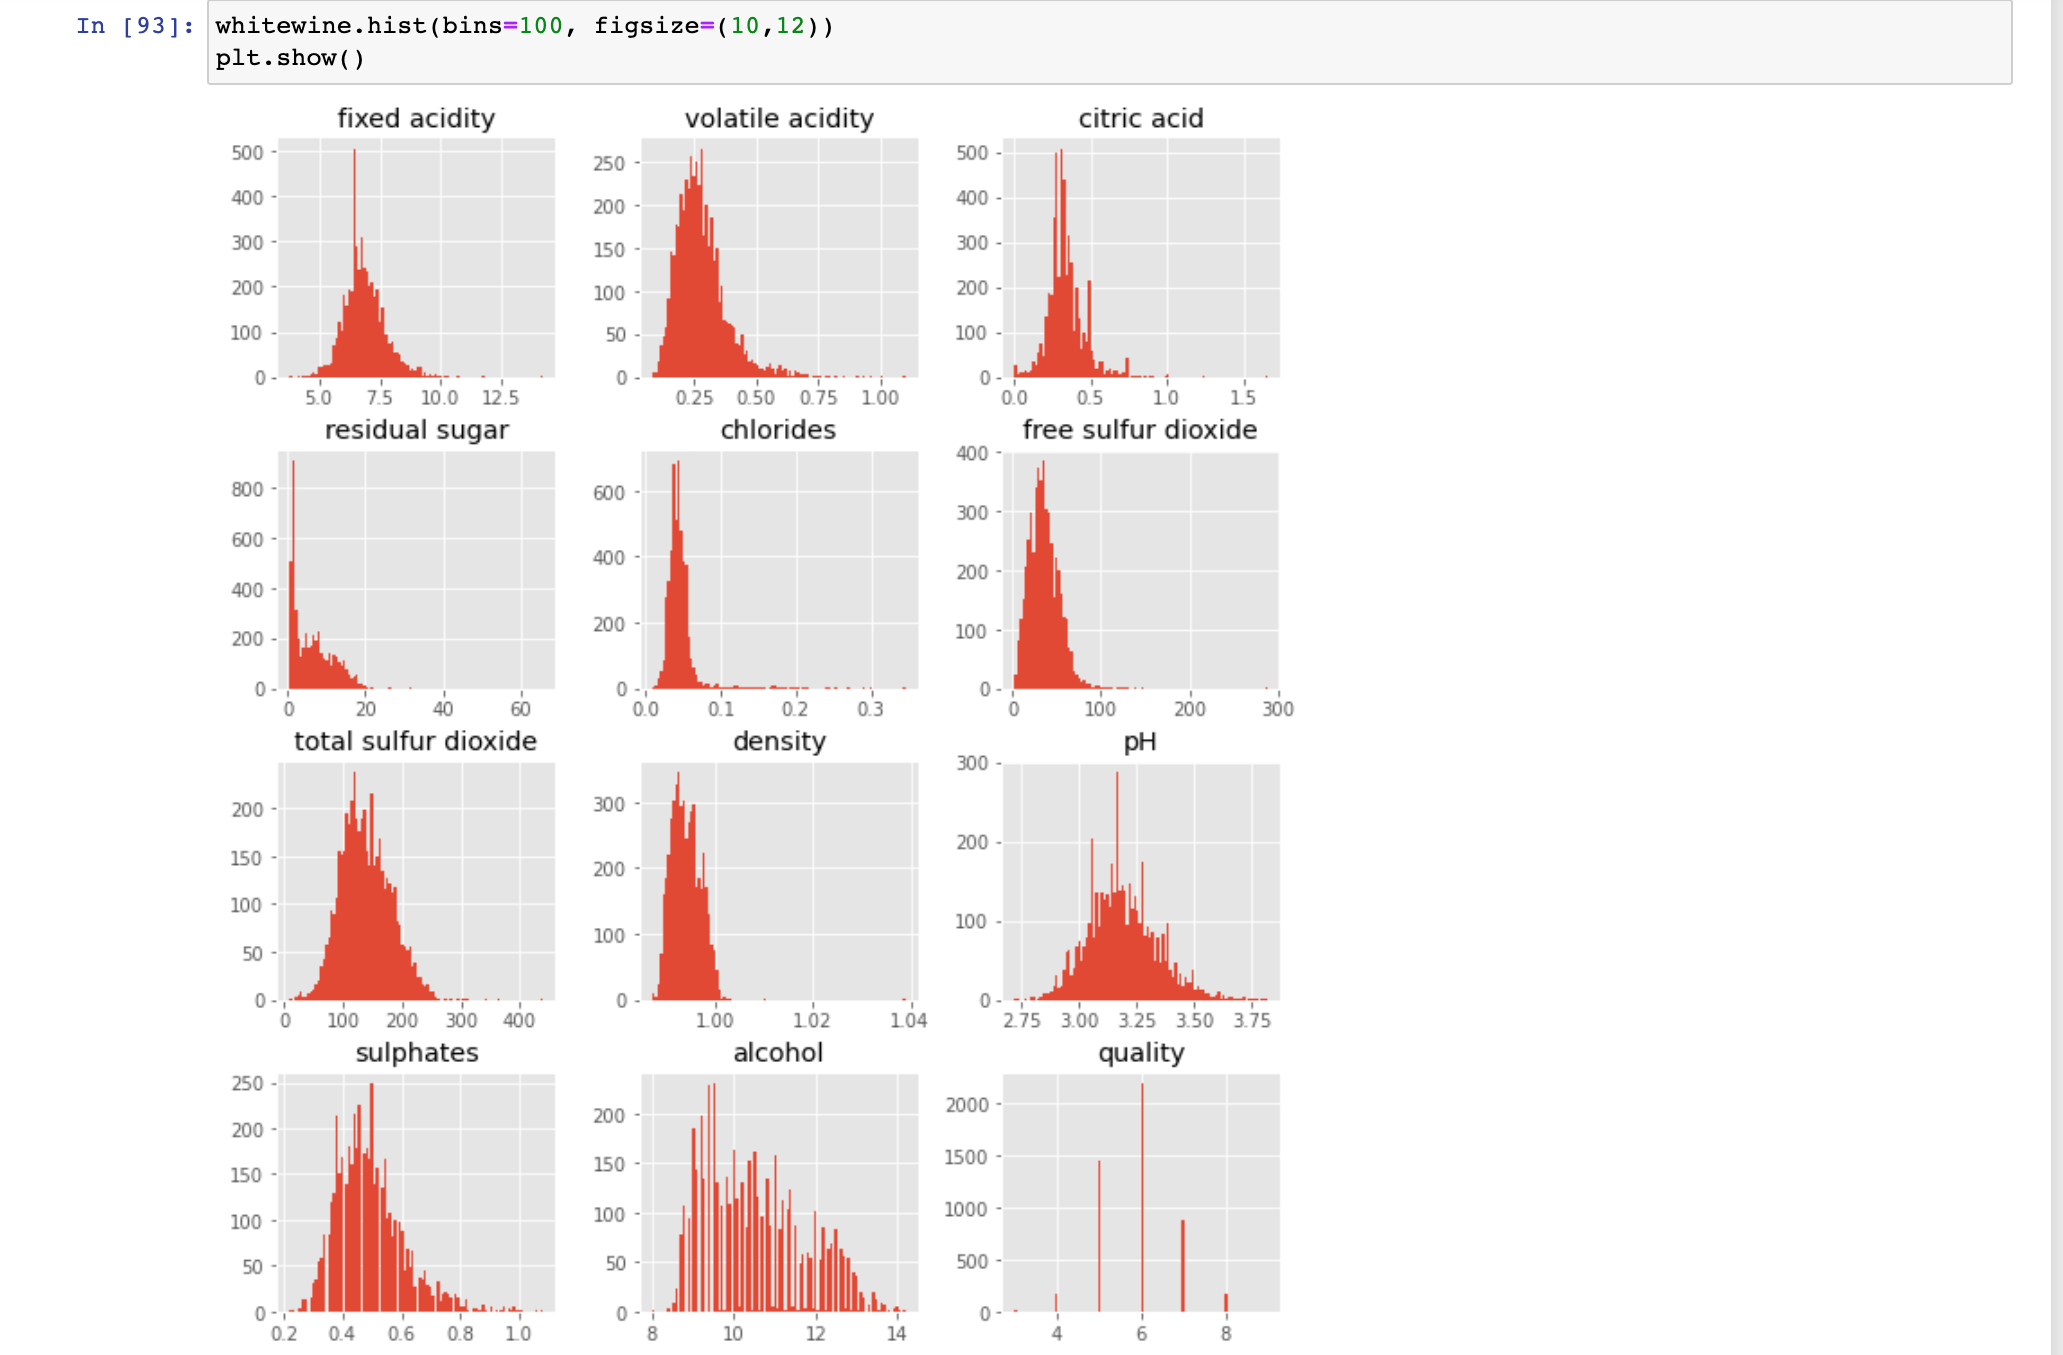 In [93]: whitewine.hist(bins=100, figsize=(10,12))
plt.show()
fixed acidity
500
400
300
200
100
0
5.0 7.5 10.0 12.5
volatile acidity
250
200
150
100
50
0
0.25 0.50 0.75 1.00
citric acid
500
400
300
200
100
0
0.0 0.5 1.0 1.5
residual sugar
800
600
400
200
0
0 20 40 60
chlorides
600
400
200
0
0.0 0.1 0.2 0.3
free sulfur dioxide
400
300
200
100
0
0 100 200 300
total sulfur dioxide
200
150
100
50
0
0 100 200 300 400
density
300
200
100
0
1.00 1.02 1.04
pH
300
200
100
0
2.75 3.00 3.25 3.50 3.75
sulphates
250
200
150
100
50
0
0.2 0.4 0.6 0.8 1.0
alcohol
200
150
100
50
0
8 10 12 14
quality
2000
1500
1000
500
0
4 6 8